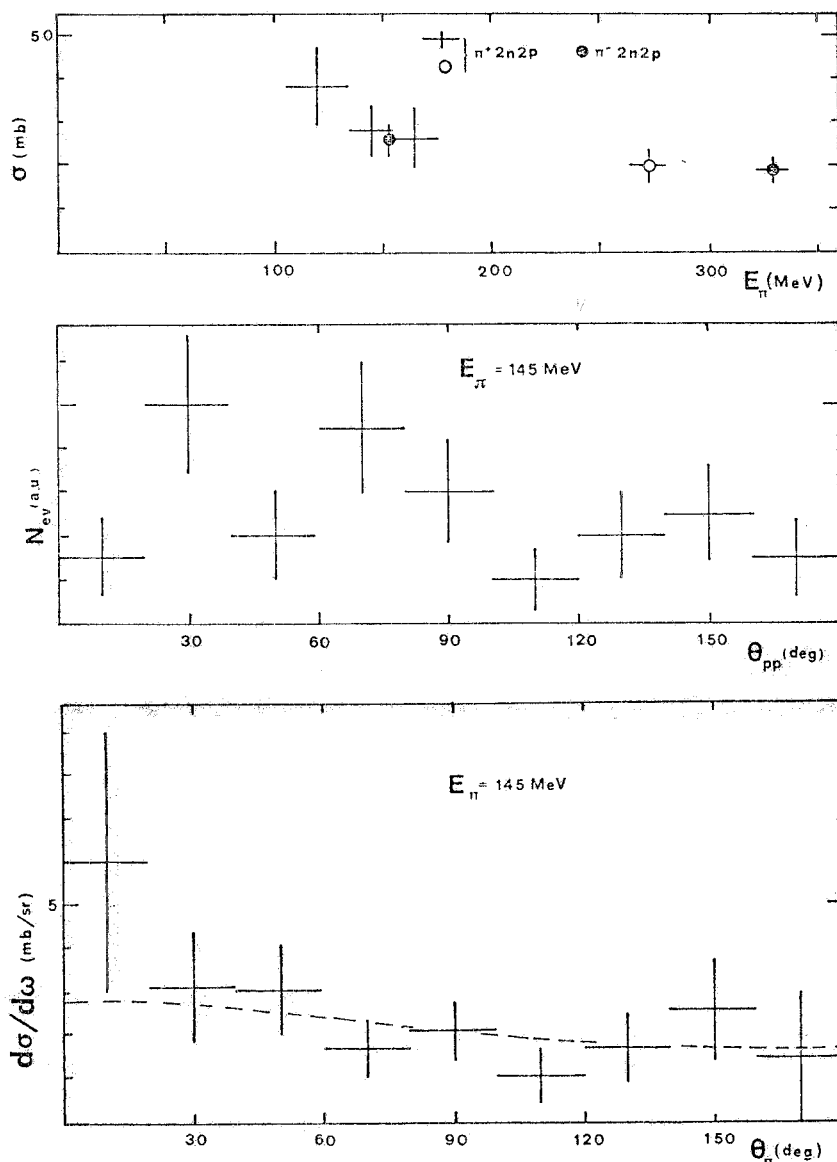 50
π⁺2n2p
π⁻2n2p
σ (mb)
100
200
300
E_π (MeV)
E_π = 145 MeV
N_ev (a.u.)
30
60
90
120
150
θ_pp (deg)
E_π = 145 MeV
5
dσ/dω (mb/sr)
30
60
90
120
150
θ_π (deg)